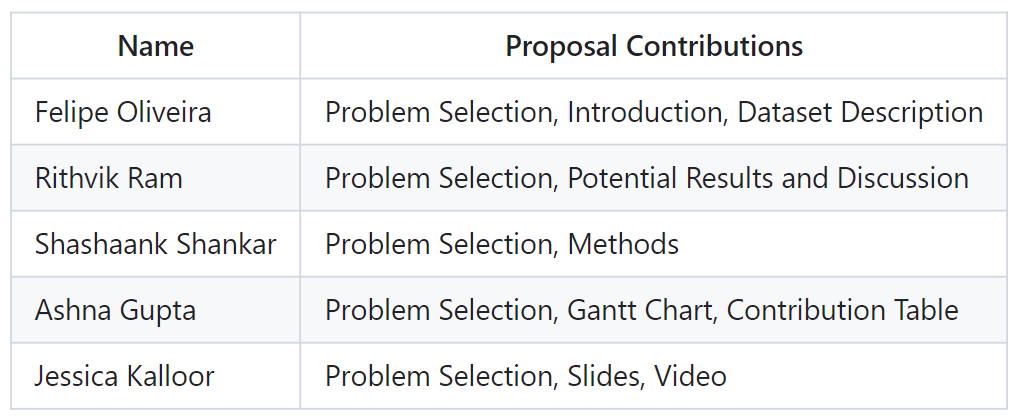 Name Proposal Contributions
Felipe Oliveira Problem Selection, Introduction, Dataset Description
Rithvik Ram Problem Selection, Potential Results and Discussion
Shashaank Shankar Problem Selection, Methods
Ashna Gupta Problem Selection, Gantt Chart, Contribution Table
Jessica Kalloor Problem Selection, Slides, Video